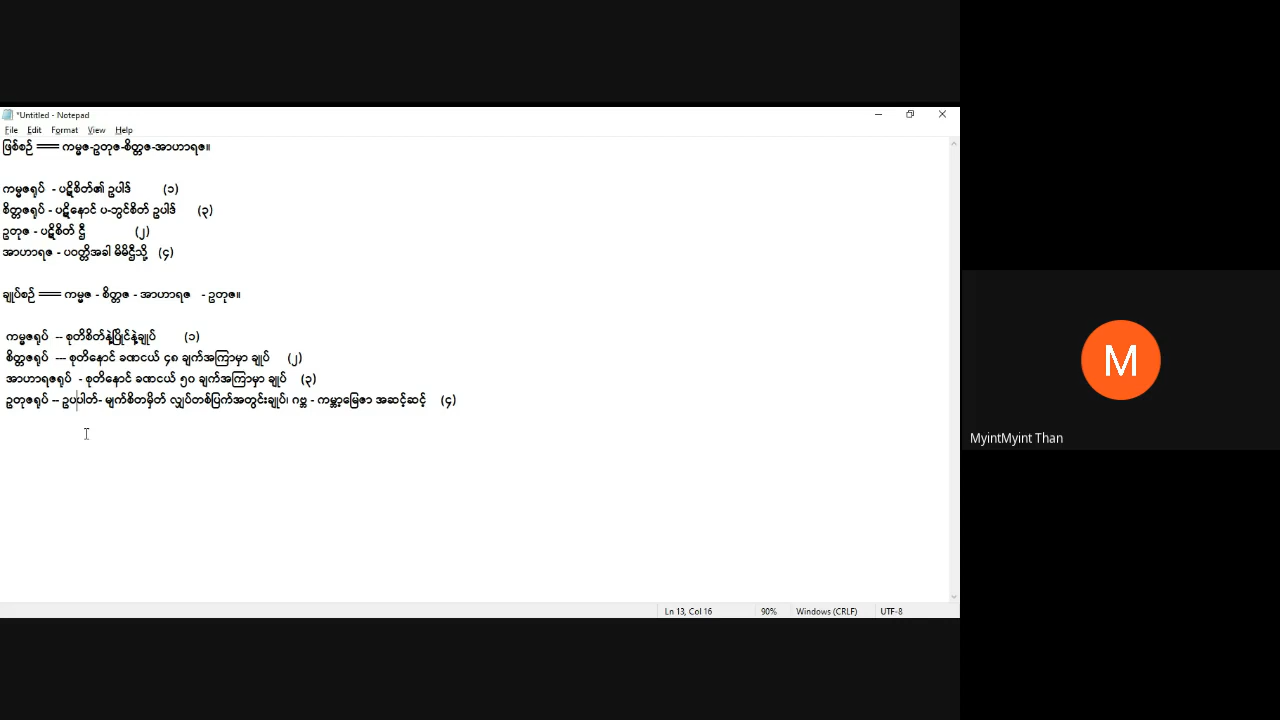 *Untitled - Notepad
File Edit Format View Help
ဖြစ်စဉ် ==== ကမ္မဇ-ဥတုဇ-စိတ္တဇ-အာဟာရဇ။
ကမ္မဇရုပ် - ပဋိစိတ်၏ ဥပါဒ် (၁)
စိတ္တဇရုပ် - ပဋိနောင် ပ-ဘွင်စိတ် ဥပါဒ် (၃)
ဥတုဇ - ပဋိစိတ် ဌီ (၂)
အာဟာရဇ - ပဝတ္တိအခါ မိမိဌီသို့ (၄)
ချုပ်စဉ် ==== ကမ္မဇ - စိတ္တဇ - အာဟာရဇ - ဥတုဇ။
ကမ္မဇရုပ် -- စုတိစိတ်နဲ့ပြိုင်နဲ့ချုပ် (၁)
စိတ္တဇရုပ် --- စုတိနောင် ခဏငယ် ၄၈ ချက်အကြာမှာ ချုပ် (၂)
အာဟာရဇရုပ် - စုတိနောင် ခဏငယ် ၅၀ ချက်အကြာမှာ ချုပ် (၃)
ဥတုဇရုပ် -- ဥပပါတ်- မျက်စိတမှိတ် လျှပ်တစ်ပြက်အတွင်းချုပ်၊ ဂဗ္ဘ - ကမ္ဘာ့မြေဇာ အဆင့်ဆင့် (၄)
Ln 13, Col 16 90% Windows (CRLF) UTF-8
M
MyintMyint Than